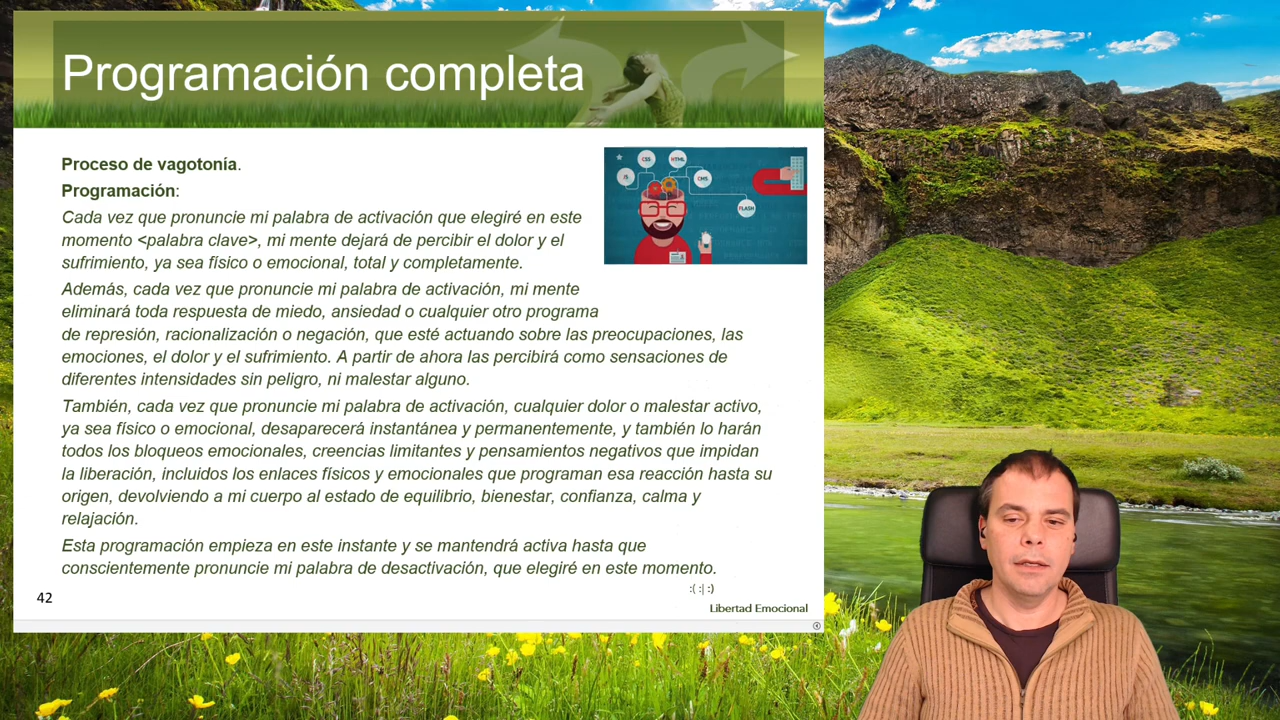 Programación completa
Proceso de vagotonía.
Programación:
Cada vez que pronuncie mi palabra de activación que elegiré en este
momento <palabra clave>, mi mente dejará de percibir el dolor y el
sufrimiento, ya sea físico o emocional, total y completamente.
Además, cada vez que pronuncie mi palabra de activación, mi mente
eliminará toda respuesta de miedo, ansiedad o cualquier otro programa
de represión, racionalización o negación, que esté actuando sobre las preocupaciones, las
emociones, el dolor y el sufrimiento. A partir de ahora las percibirá como sensaciones de
diferentes intensidades sin peligro, ni malestar alguno.
También, cada vez que pronuncie mi palabra de activación, cualquier dolor o malestar activo,
ya sea físico o emocional, desaparecerá instantánea y permanentemente, y también lo harán
todos los bloqueos emocionales, creencias limitantes y pensamientos negativos que impidan
la liberación, incluidos los enlaces físicos y emocionales que programan esa reacción hasta su
origen, devolviendo a mi cuerpo al estado de equilibrio, bienestar, confianza, calma y
relajación.
Esta programación empieza en este instante y se mantendrá activa hasta que
conscientemente pronuncie mi palabra de desactivación, que elegiré en este momento.
CSS
HTML
JS
CMS
FLASH
:( :| :)
42
Libertad Emocional